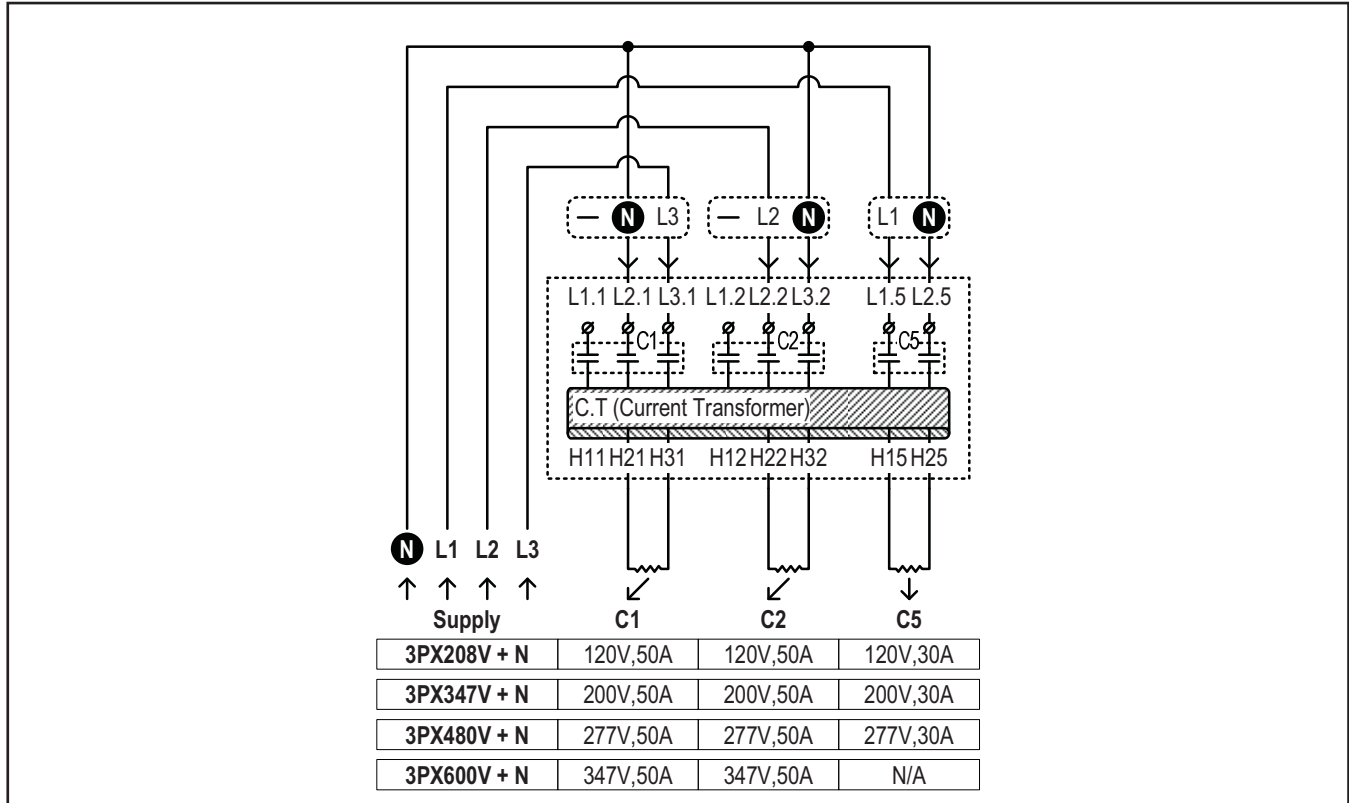 — N L3 — L2 N L1 N
L1.1 L2.1 L3.1 L1.2 L2.2 L3.2 L1.5 L2.5
C1 C2 C5
C.T (Current Transformer)
H11 H21 H31 H12 H22 H32 H15 H25
N L1 L2 L3
Supply C1 C2 C5
3PX208V + N 120V,50A 120V,50A 120V,30A
3PX347V + N 200V,50A 200V,50A 200V,30A
3PX480V + N 277V,50A 277V,50A 277V,30A
3PX600V + N 347V,50A 347V,50A N/A